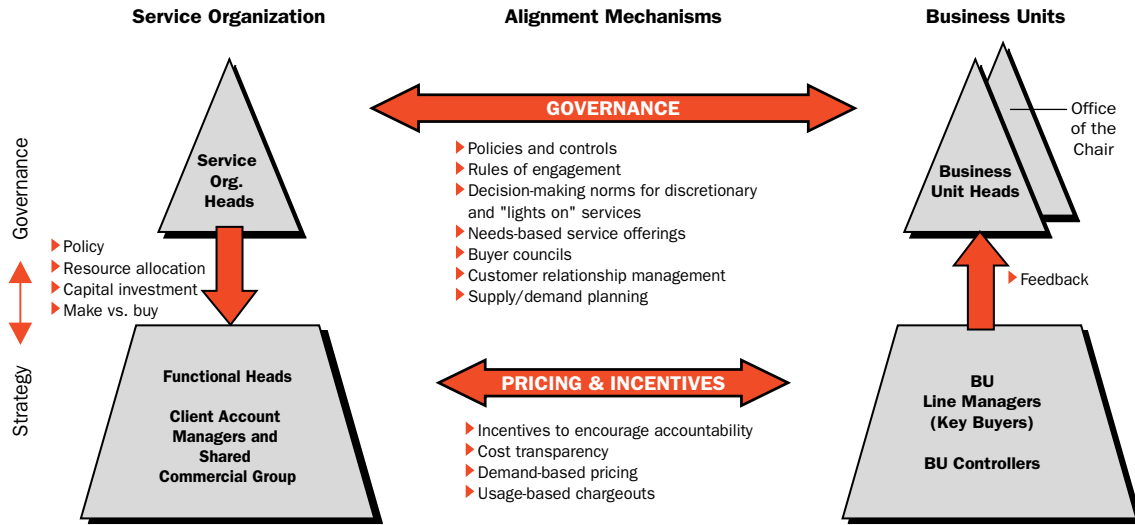 Service Organization
Alignment Mechanisms
Business Units
Governance
Strategy
Service
Org.
Heads
Policy
Resource allocation
Capital investment
Make vs. buy
Functional Heads
Client Account
Managers and
Shared
Commercial Group
GOVERNANCE
Policies and controls
Rules of engagement
Decision-making norms for discretionary
and "lights on" services
Needs-based service offerings
Buyer councils
Customer relationship management
Supply/demand planning
PRICING & INCENTIVES
Incentives to encourage accountability
Cost transparency
Demand-based pricing
Usage-based chargeouts
Business
Unit Heads
Office
of the
Chair
Feedback
BU
Line Managers
(Key Buyers)
BU Controllers